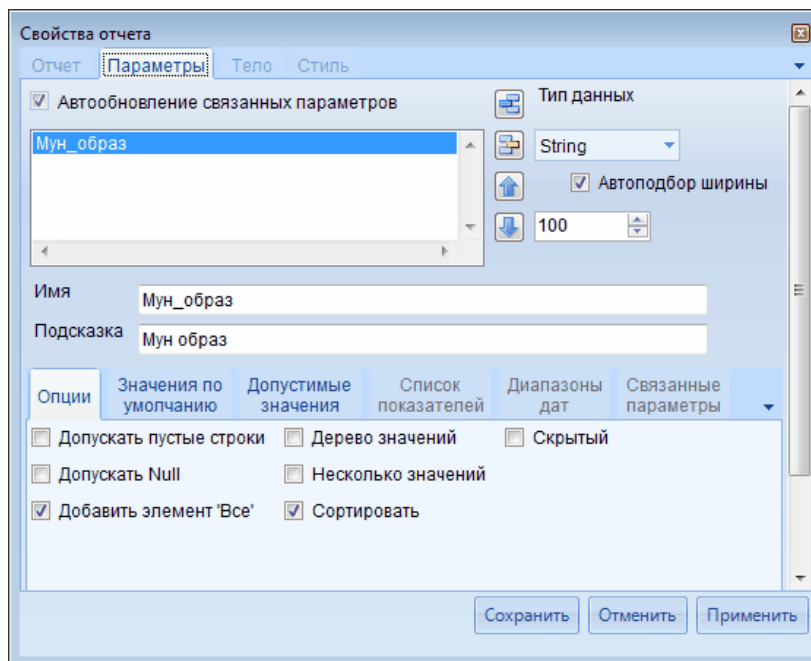 Свойства отчета
Отчет Параметры Тело Стиль
Автообновление связанных параметров
Тип данных
Мун_образ
String
Автоподбор ширины
100
Имя
Мун_образ
Подсказка
Мун образ
Опции
Значения по
умолчанию
Допустимые
значения
Список
показателей
Диапазоны
дат
Связанные
параметры
Допускать пустые строки Дерево значений Скрытый
Допускать Null Несколько значений
Добавить элемент 'Все' Сортировать
Сохранить Отменить Применить